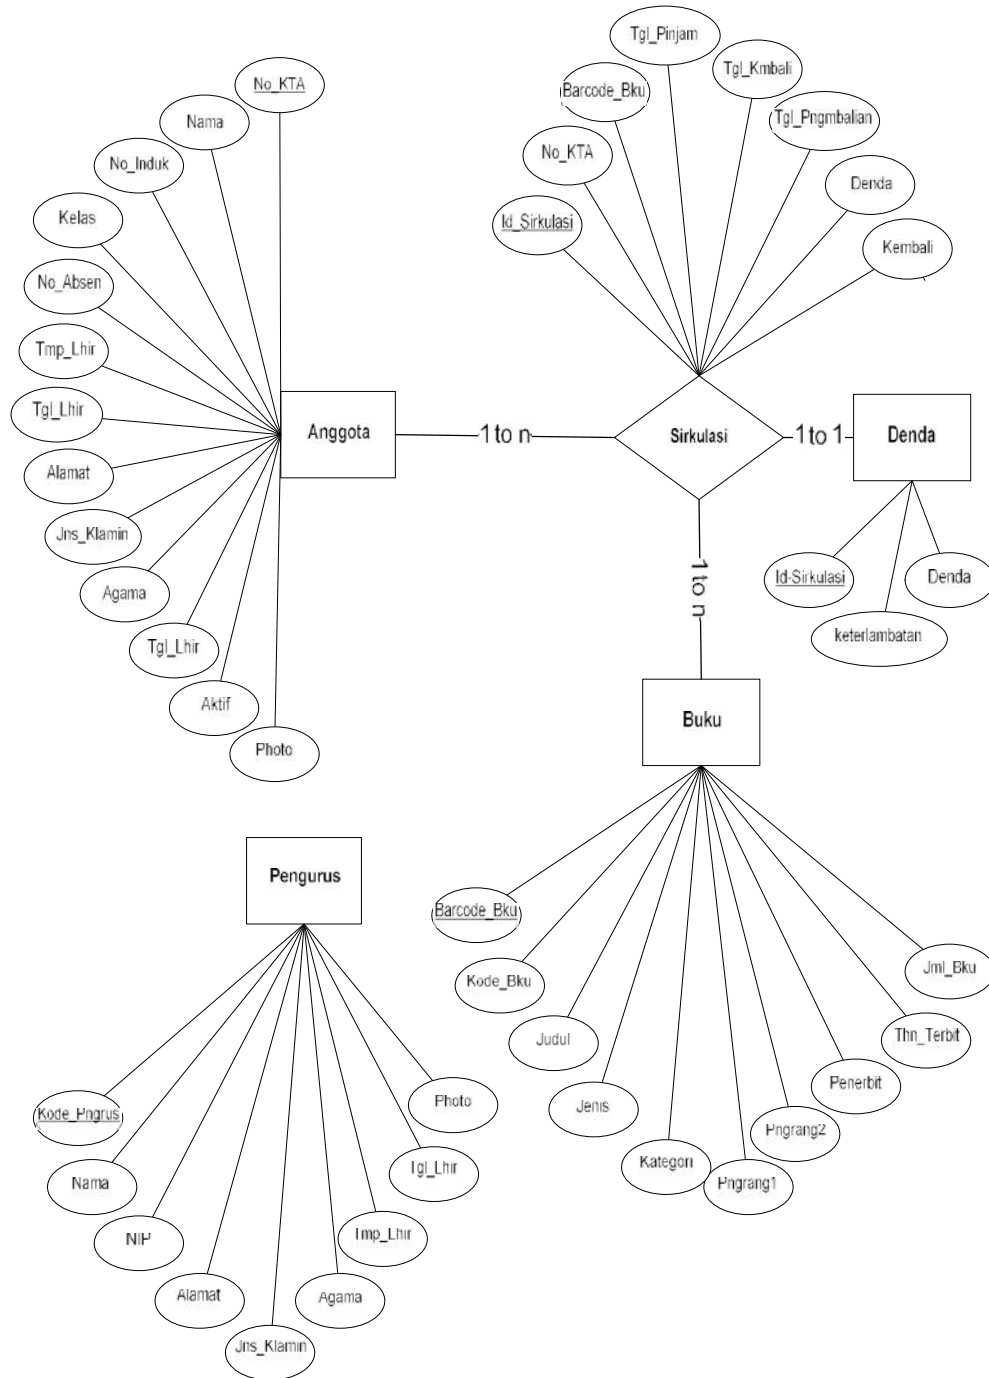 No_KTA
Nama
No_Induk
Kelas
No_Absen
Tmp_Lhir
Tgl_Lhir
Alamat
Jns_Klamin
Agama
Tgl_Lhir
Aktif
Photo
Anggota
1 to n
Tgl_Pinjam
Tgl_Kmbali
Barcode_Bku
Tgl_Pngmbalian
No_KTA
Denda
Id_Sirkulasi
Kembali
Sirkulasi
1 to 1
Denda
Id-Sirkulasi
Denda
keterlambatan
1 to n
Buku
Barcode_Bku
Kode_Bku
Judul
Jenis
Kategori
Pngrang1
Pngrang2
Penerbit
Thn_Terbit
Jml_Bku
Pengurus
Kode_Pngrus
Nama
NIP
Alamat
Jns_Klamin
Agama
Tmp_Lhir
Tgl_Lhir
Photo